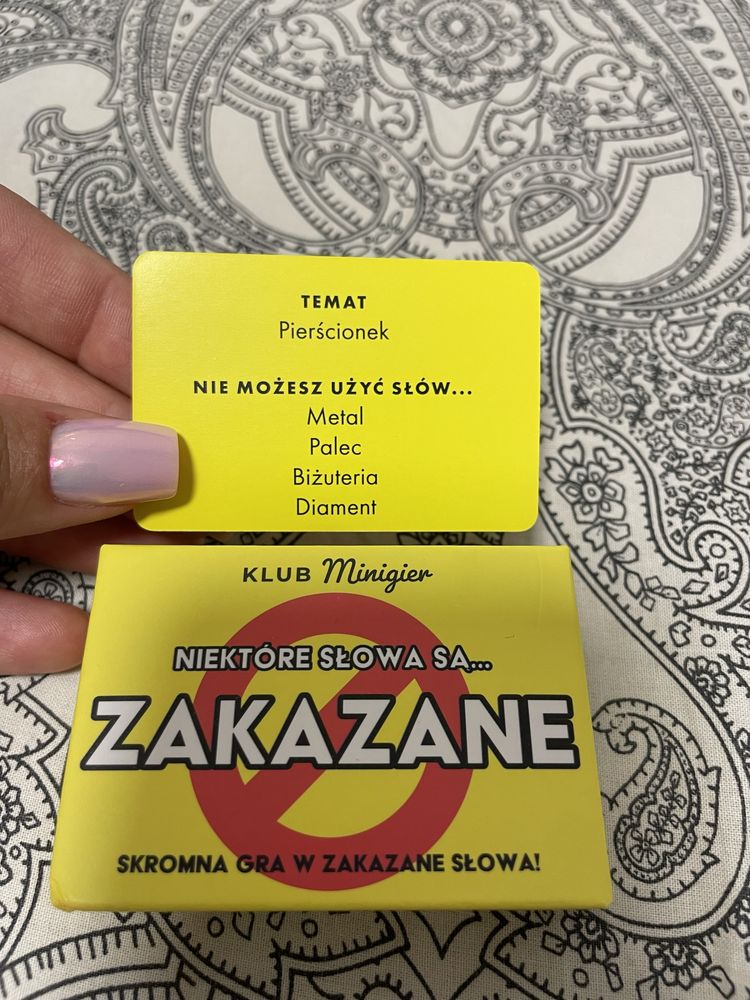 TEMAT
Pierścionek
NIE MOŻESZ UŻYĆ SŁÓW...
Metal
Palec
Biżuteria
Diament
KLUB Minigier
NIEKTÓRE SŁOWA SĄ...
ZAKAZANE
SKROMNA GRA W ZAKAZANE SŁOWA!